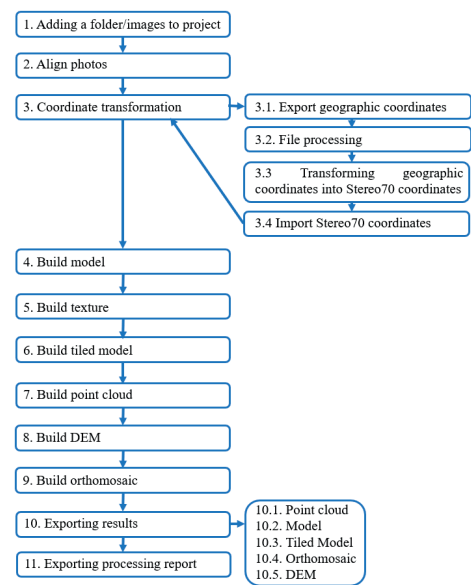 1. Adding a folder/images to project
2. Align photos
3. Coordinate transformation
3.1. Export geographic coordinates
3.2. File processing
3.3 Transforming geographic
coordinates into Stereo70 coordinates
3.4 Import Stereo70 coordinates
4. Build model
5. Build texture
6. Build tiled model
7. Build point cloud
8. Build DEM
9. Build orthomosaic
10. Exporting results
10.1. Point cloud
10.2. Model
10.3. Tiled Model
10.4. Orthomosaic
10.5. DEM
11. Exporting processing report